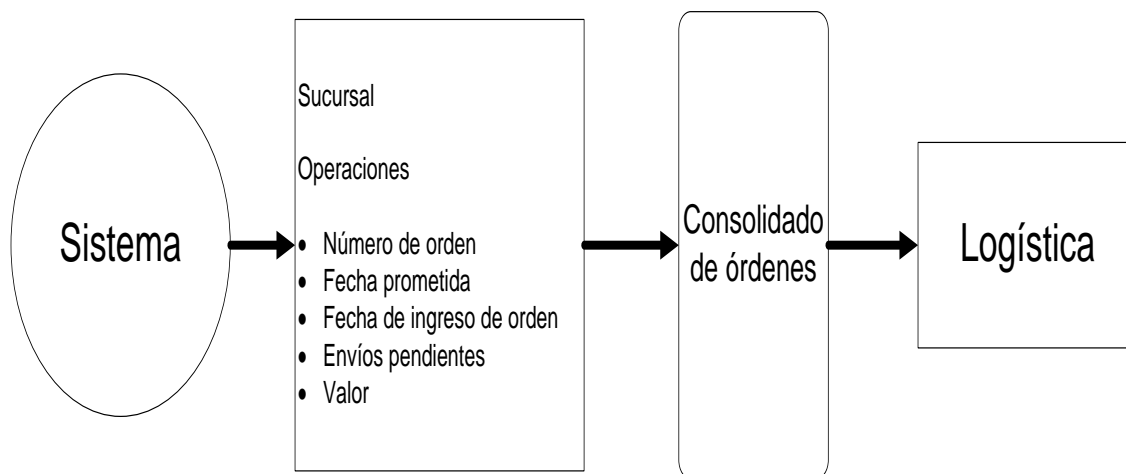 Sistema
Sucursal
Operaciones
• Número de orden
• Fecha prometida
• Fecha de ingreso de orden
• Envíos pendientes
• Valor
Consolidado
de órdenes
Logística